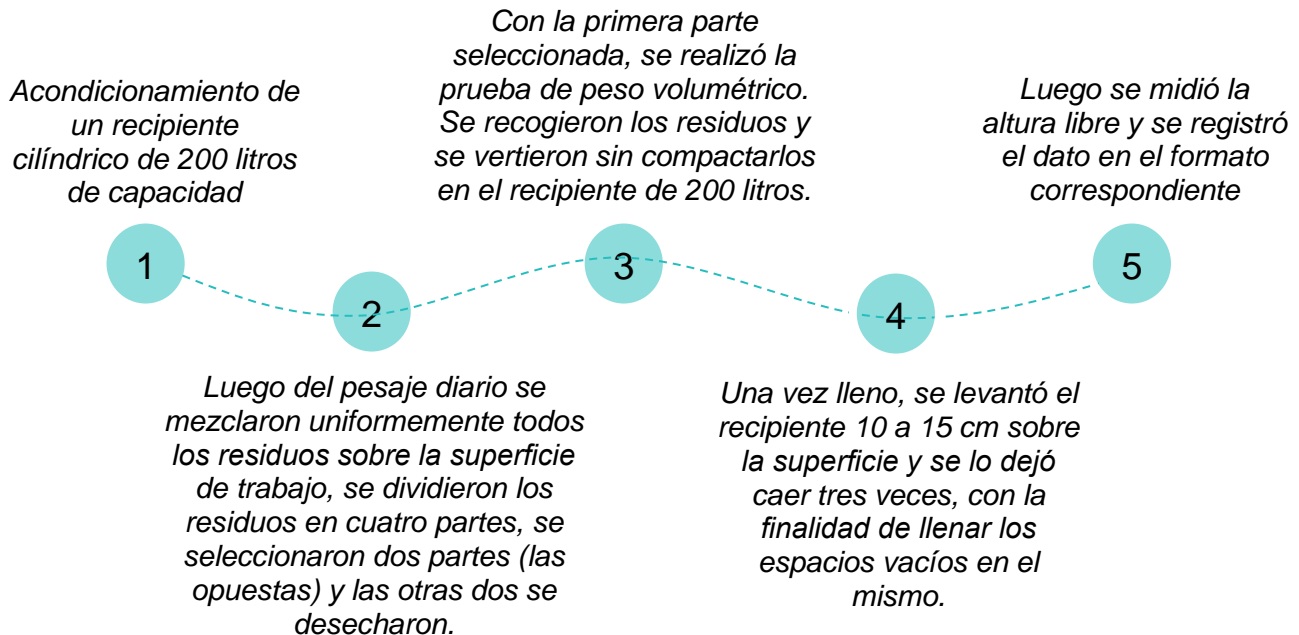 Acondicionamiento de
un recipiente
cilíndrico de 200 litros
de capacidad
1
Luego del pesaje diario se
mezclaron uniformemente todos
los residuos sobre la superficie
de trabajo, se dividieron los
residuos en cuatro partes, se
seleccionaron dos partes (las
opuestas) y las otras dos se
desecharon.
2
Con la primera parte
seleccionada, se realizó la
prueba de peso volumétrico.
Se recogieron los residuos y
se vertieron sin compactarlos
en el recipiente de 200 litros.
3
Una vez lleno, se levantó el
recipiente 10 a 15 cm sobre
la superficie y se lo dejó
caer tres veces, con la
finalidad de llenar los
espacios vacíos en el
mismo.
4
Luego se midió la
altura libre y se registró
el dato en el formato
correspondiente
5